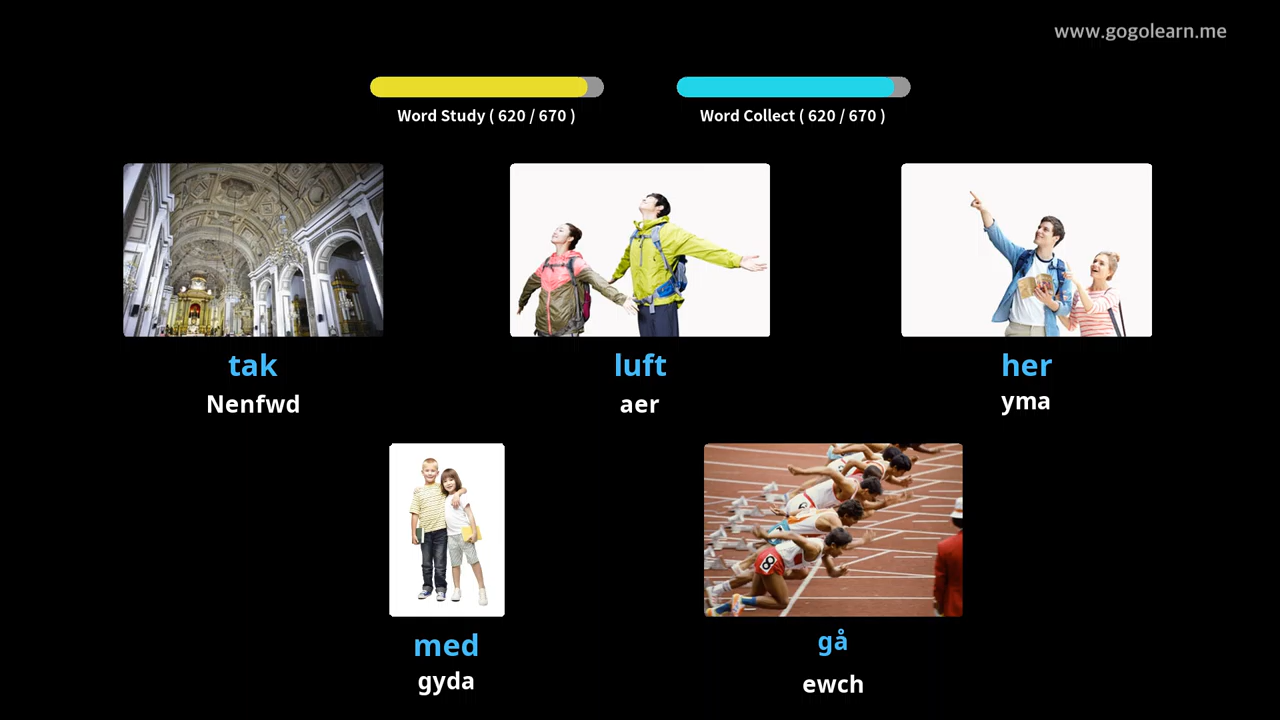 www.gogolearn.me
Word Study ( 620 / 670 )
Word Collect ( 620 / 670 )
tak
Nenfwd
luft
aer
her
yma
med
gyda
gå
ewch